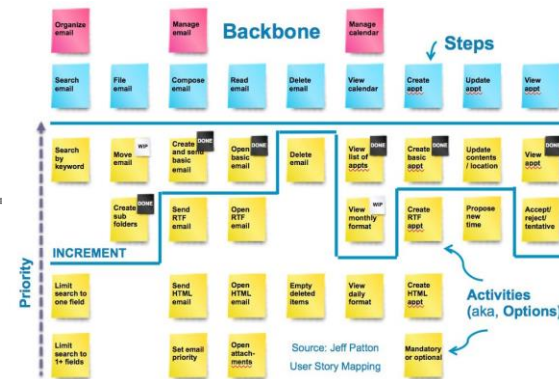 Organize
email
Manage
email
Backbone
Manage
calendar
Steps
Search
email
File
email
Compose
email
Read
email
Delete
email
View
calendar
Create
appt
Update
appt
View
appt
Priority
Search
by
keyword
Move
email
WIP
Create
and send
basic
email
DONE
Open
basic
email
DONE
Delete
email
View
list of
appts
DONE
Create
basic
appt
DONE
Update
contents
/ location
View
appt
DONE
Create
sub
folders
DONE
Send
RTF
email
Open
RTF
email
View
monthly
format
WIP
Create
RTF
appt
Propose
new
time
Accept/
reject/
tentative
INCREMENT
Limit
search to
one field
Send
HTML
email
Open
HTML
email
Empty
deleted
items
View
daily
format
Create
HTML
appt
Activities
(aka, Options)
Limit
search to
1+ fields
Set email
priority
Open
attach-
ments
Source: Jeff Patton
User Story Mapping
Mandatory
or optional